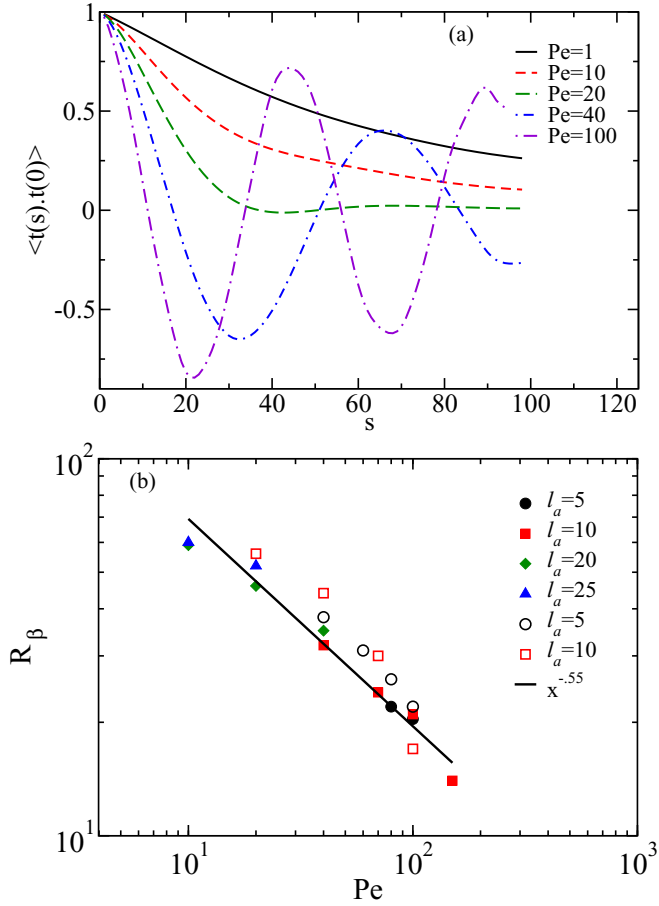 (a)
Pe=1
Pe=10
Pe=20
Pe=40
Pe=100
1
0.5
0
-0.5
<t(s).t(0)>
0 20 40 60 80 100 120
s
(b)
10²
10¹
R_β
l_a=5
l_a=10
l_a=20
l_a=25
l_a=5
l_a=10
x^-.55
10¹ 10² 10³
Pe